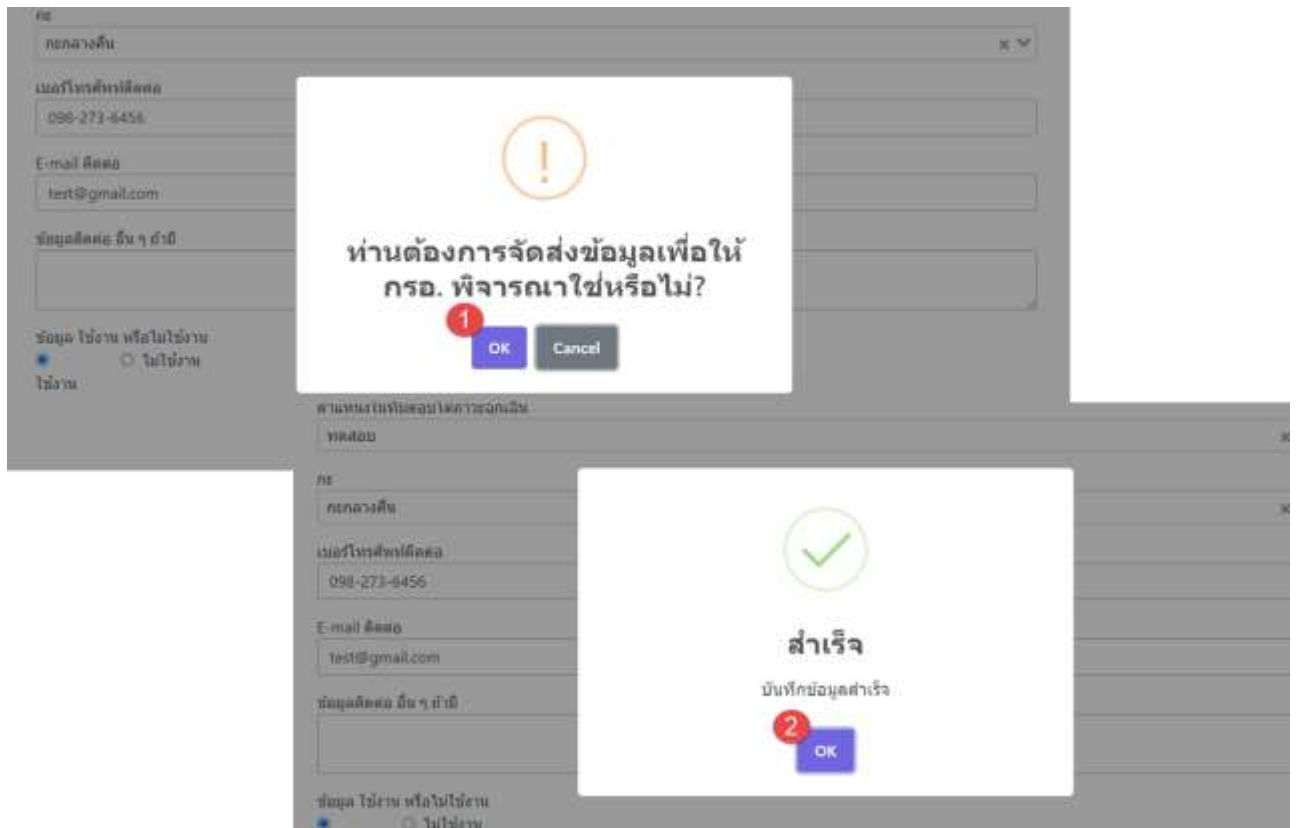 กะ
กะกลางคืน
เบอร์โทรศัพท์ติดต่อ
098-273-6456
E-mail ติดต่อ
test@gmail.com
ข้อมูลติดต่อ อื่น ๆ ถ้ามี
ข้อมูล ใช้งาน หรือไม่ใช้งาน
ไม่ใช้งาน
ใช้งาน
ท่านต้องการจัดส่งข้อมูลเพื่อให้
กรอ. พิจารณาใช่หรือไม่?
1
OK Cancel
ทดสอบ
กะ
กะกลางคืน
เบอร์โทรศัพท์ติดต่อ
098-273-6456
E-mail ติดต่อ
test@gmail.com
ข้อมูลติดต่อ อื่น ๆ ถ้ามี
ข้อมูล ใช้งาน หรือไม่ใช้งาน
ไม่ใช้งาน
สำเร็จ
บันทึกข้อมูลสำเร็จ
2
OK